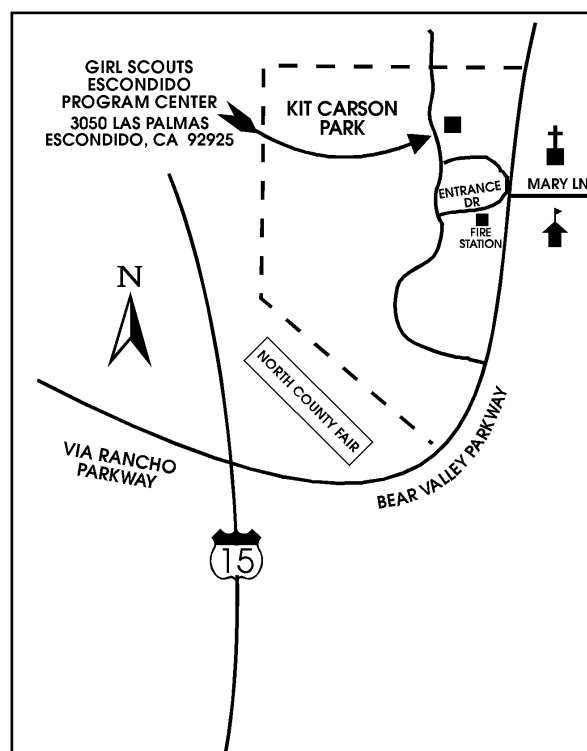 GIRL SCOUTS
ESCONDIDO
PROGRAM CENTER
3050 LAS PALMAS
ESCONDIDO, CA 92925
KIT CARSON
PARK
ENTRANCE
DR
MARY LN
FIRE
STATION
N
NORTH COUNTY FAIR
VIA RANCHO
PARKWAY
BEAR VALLEY PARKWAY
15